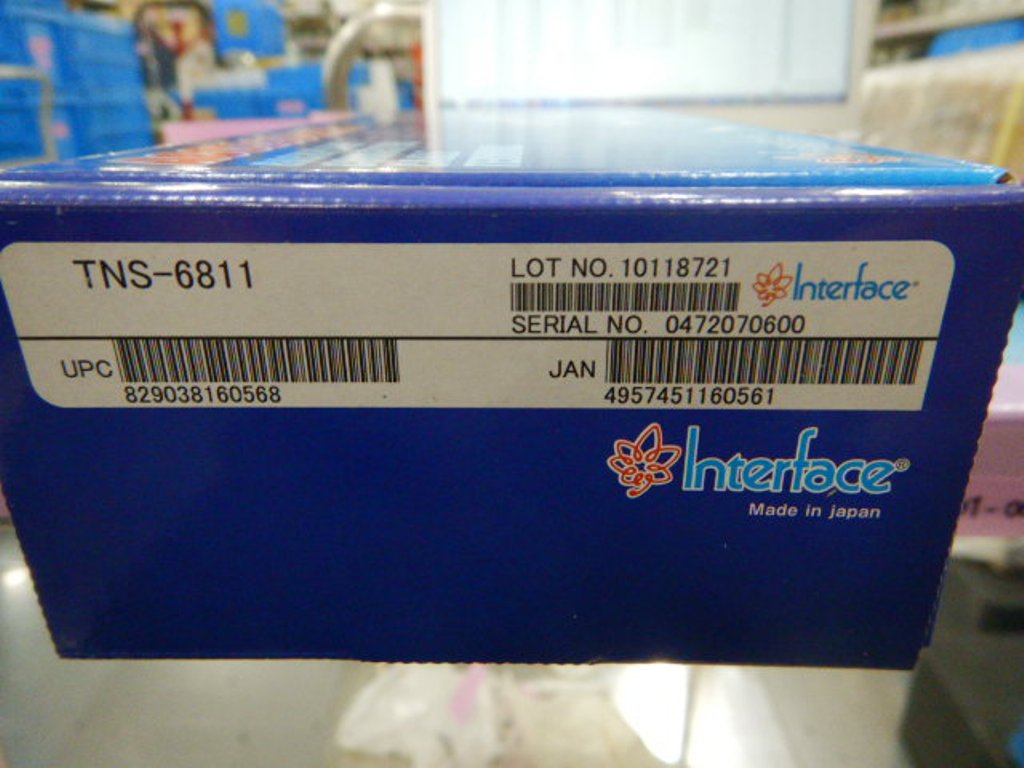 TNS-6811
LOT NO. 10118721
Interface
SERIAL NO. 0472070600
UPC
829038160568
JAN
4957451160561
Interface®
Made in japan